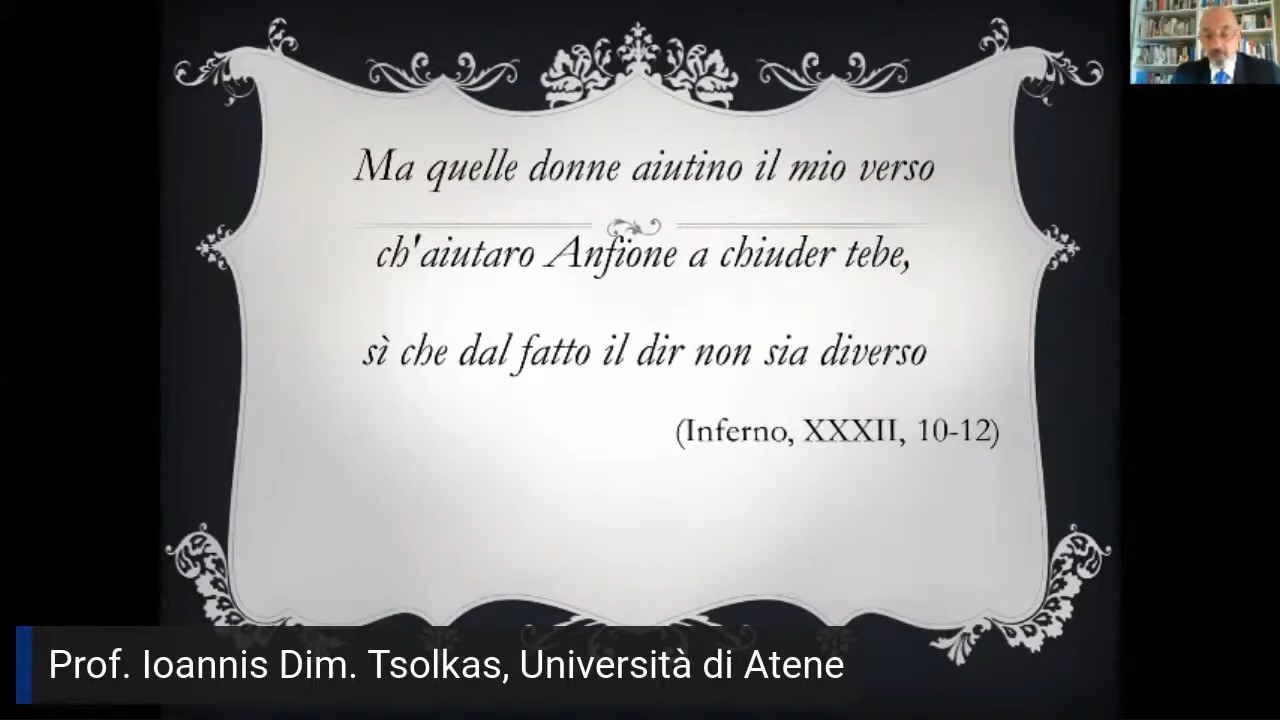 Ma quelle donne aiutino il mio verso
ch'aiutaro Anfione a chiuder tebe,
sì che dal fatto il dir non sia diverso
(Inferno, XXXII, 10-12)
Prof. Ioannis Dim. Tsolkas, Università di Atene